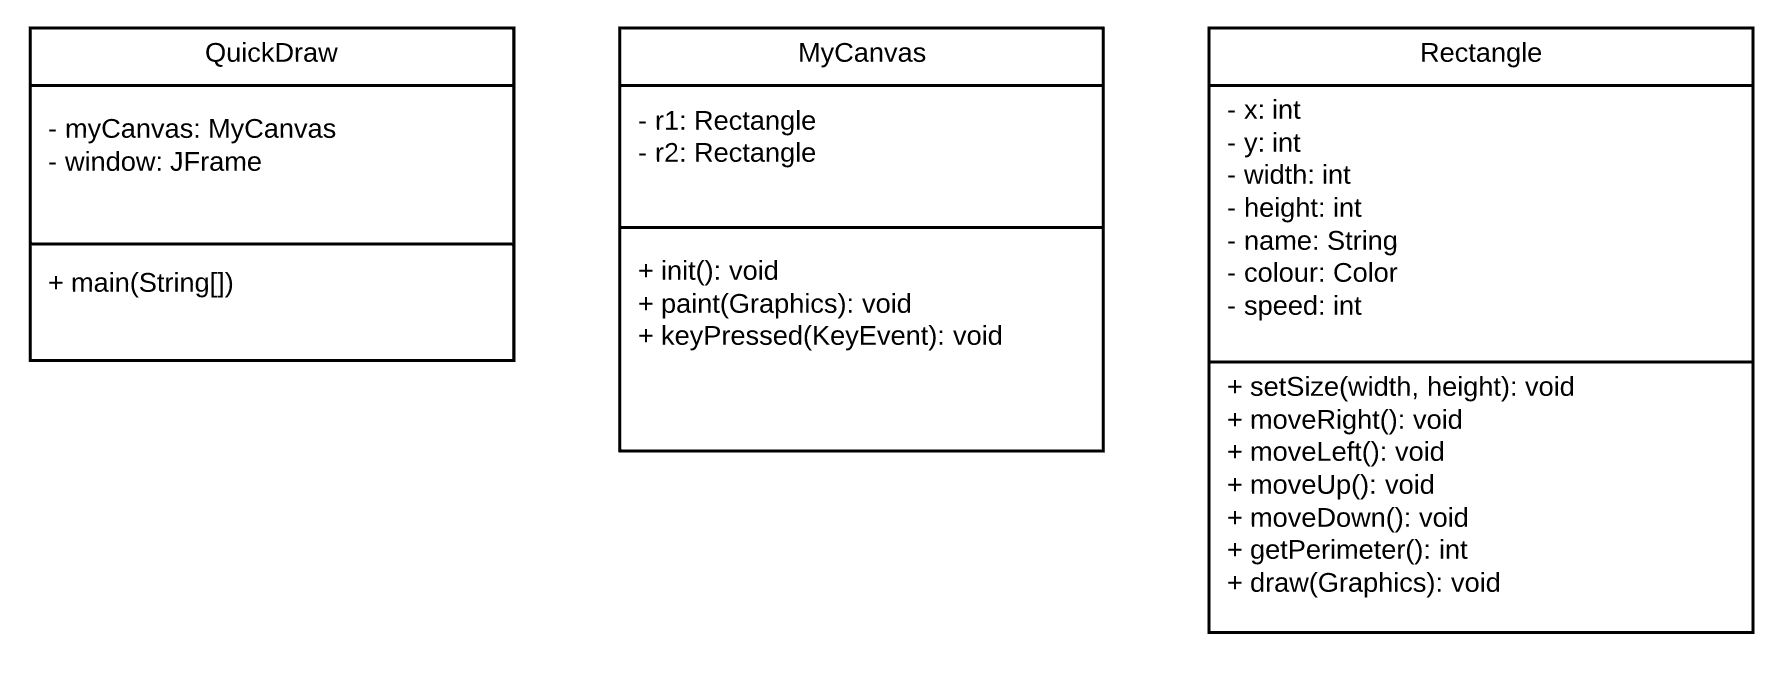 QuickDraw
- myCanvas: MyCanvas
- window: JFrame
+ main(String[])
MyCanvas
- r1: Rectangle
- r2: Rectangle
+ init(): void
+ paint(Graphics): void
+ keyPressed(KeyEvent): void
Rectangle
- x: int
- y: int
- width: int
- height: int
- name: String
- colour: Color
- speed: int
+ setSize(width, height): void
+ moveRight(): void
+ moveLeft(): void
+ moveUp(): void
+ moveDown(): void
+ getPerimeter(): int
+ draw(Graphics): void